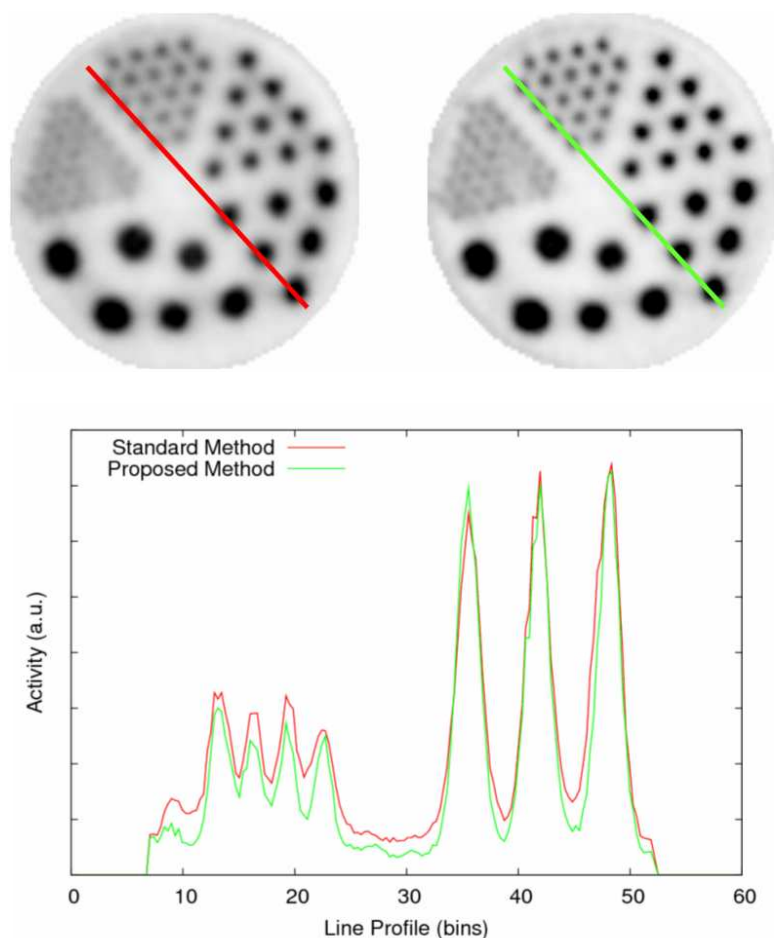 Standard Method
Proposed Method
Activity (a.u.)
0 10 20 30 40 50 60
Line Profile (bins)